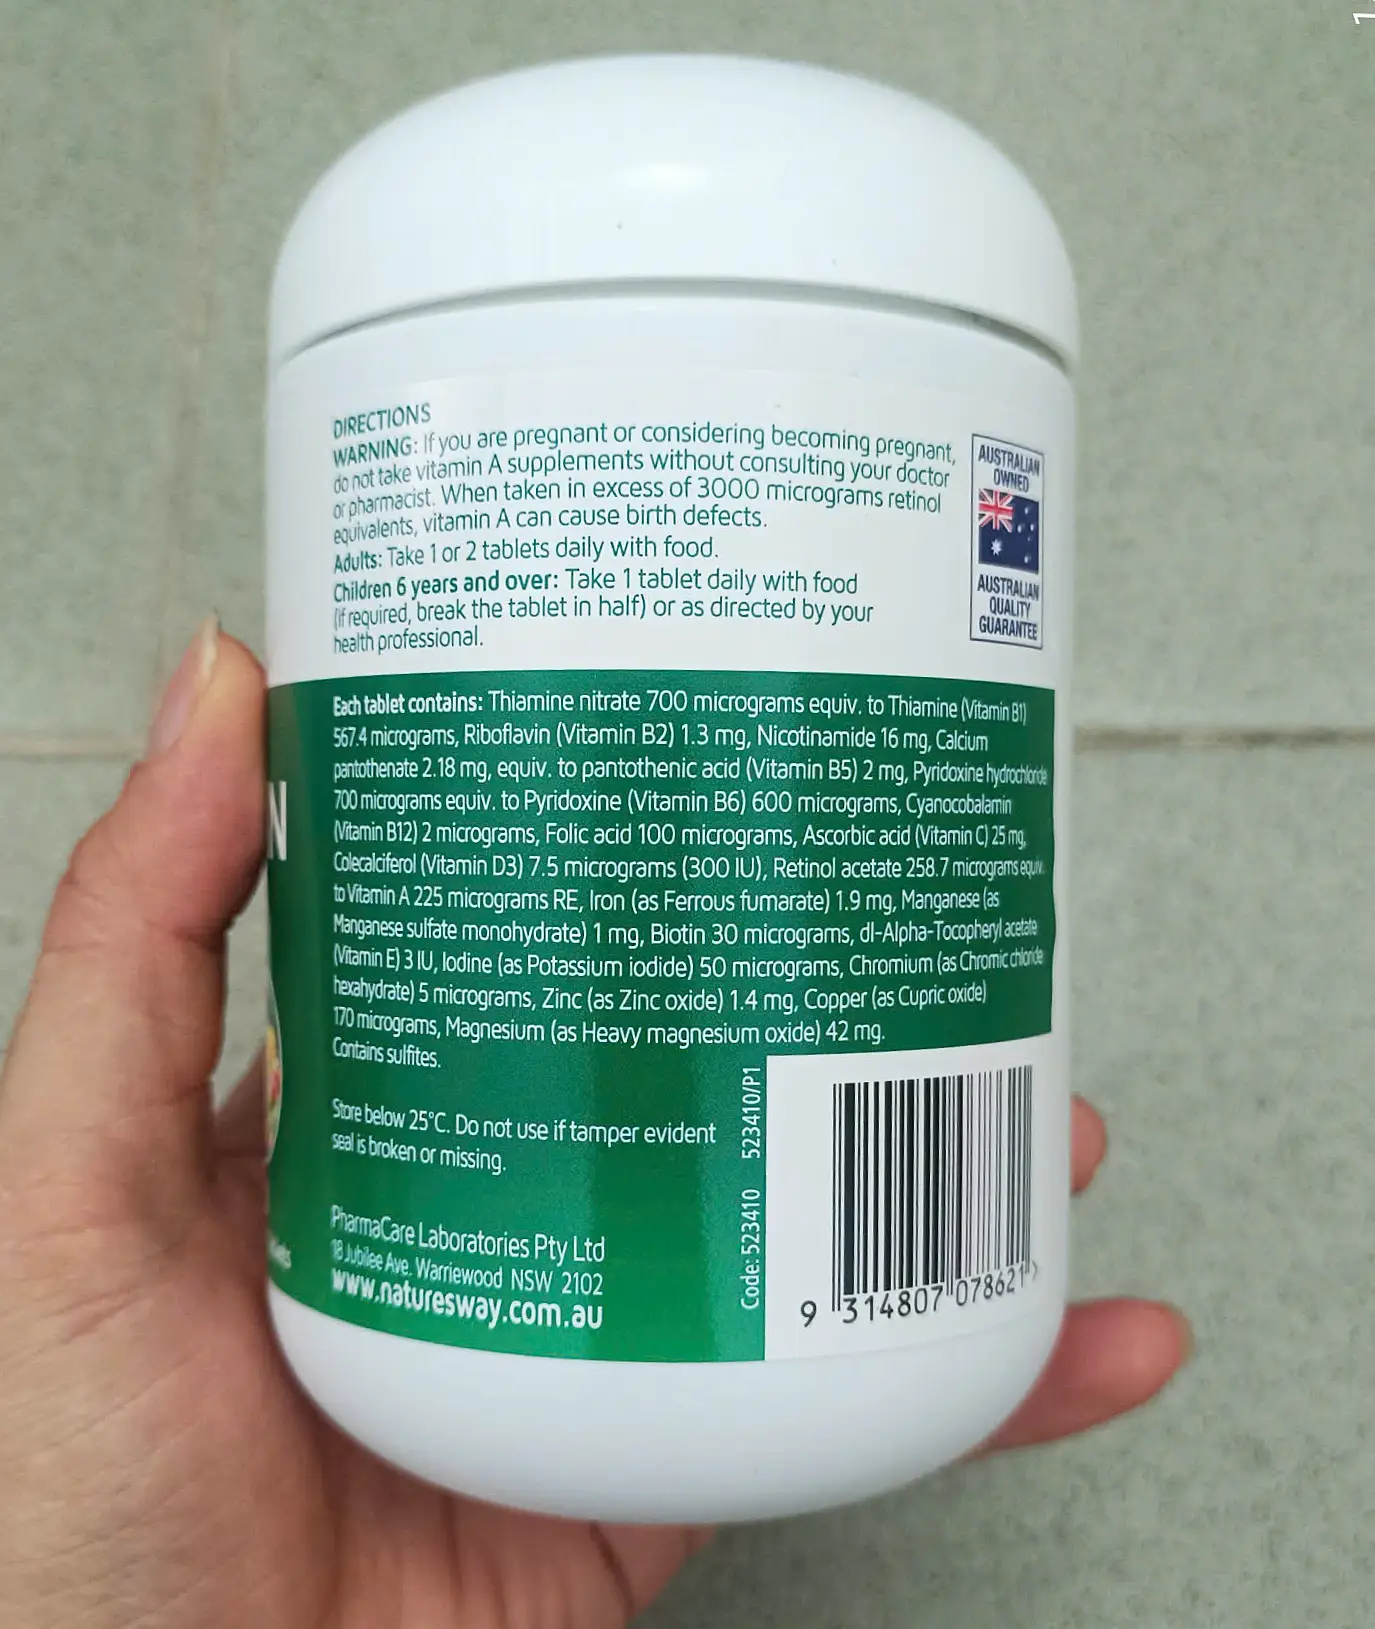 DIRECTIONS
WARNING: If you are pregnant or considering becoming pregnant,
do not take vitamin A supplements without consulting your doctor
or pharmacist. When taken in excess of 3000 micrograms retinol
equivalents, vitamin A can cause birth defects.
Adults: Take 1 or 2 tablets daily with food.
Children 6 years and over: Take 1 tablet daily with food
(if required, break the tablet in half) or as directed by your
health professional.
AUSTRALIAN
OWNED
AUSTRALIAN
QUALITY
GUARANTEE
Each tablet contains: Thiamine nitrate 700 micrograms equiv. to Thiamine (Vitamin B1)
567.4 micrograms, Riboflavin (Vitamin B2) 1.3 mg, Nicotinamide 16 mg, Calcium
pantothenate 2.18 mg, equiv. to pantothenic acid (Vitamin B5) 2 mg, Pyridoxine hydrochloride
700 micrograms equiv. to Pyridoxine (Vitamin B6) 600 micrograms, Cyanocobalamin
(Vitamin B12) 2 micrograms, Folic acid 100 micrograms, Ascorbic acid (Vitamin C) 25 mg,
Colecalciferol (Vitamin D3) 7.5 micrograms (300 IU), Retinol acetate 258.7 micrograms equiv.
to Vitamin A 225 micrograms RE, Iron (as Ferrous fumarate) 1.9 mg, Manganese (as
Manganese sulfate monohydrate) 1 mg, Biotin 30 micrograms, dl-Alpha-Tocopheryl acetate
(Vitamin E) 3 IU, Iodine (as Potassium iodide) 50 micrograms, Chromium (as Chromic chloride
hexahydrate) 5 micrograms, Zinc (as Zinc oxide) 1.4 mg, Copper (as Cupric oxide)
170 micrograms, Magnesium (as Heavy magnesium oxide) 42 mg.
Contains sulfites.
Store below 25°C. Do not use if tamper evident
seal is broken or missing.
PharmaCare Laboratories Pty Ltd
18 Jubilee Ave. Warriewood NSW 2102
www.naturesway.com.au
Code: 523410 523410/P1
9 314807 078621 >
N